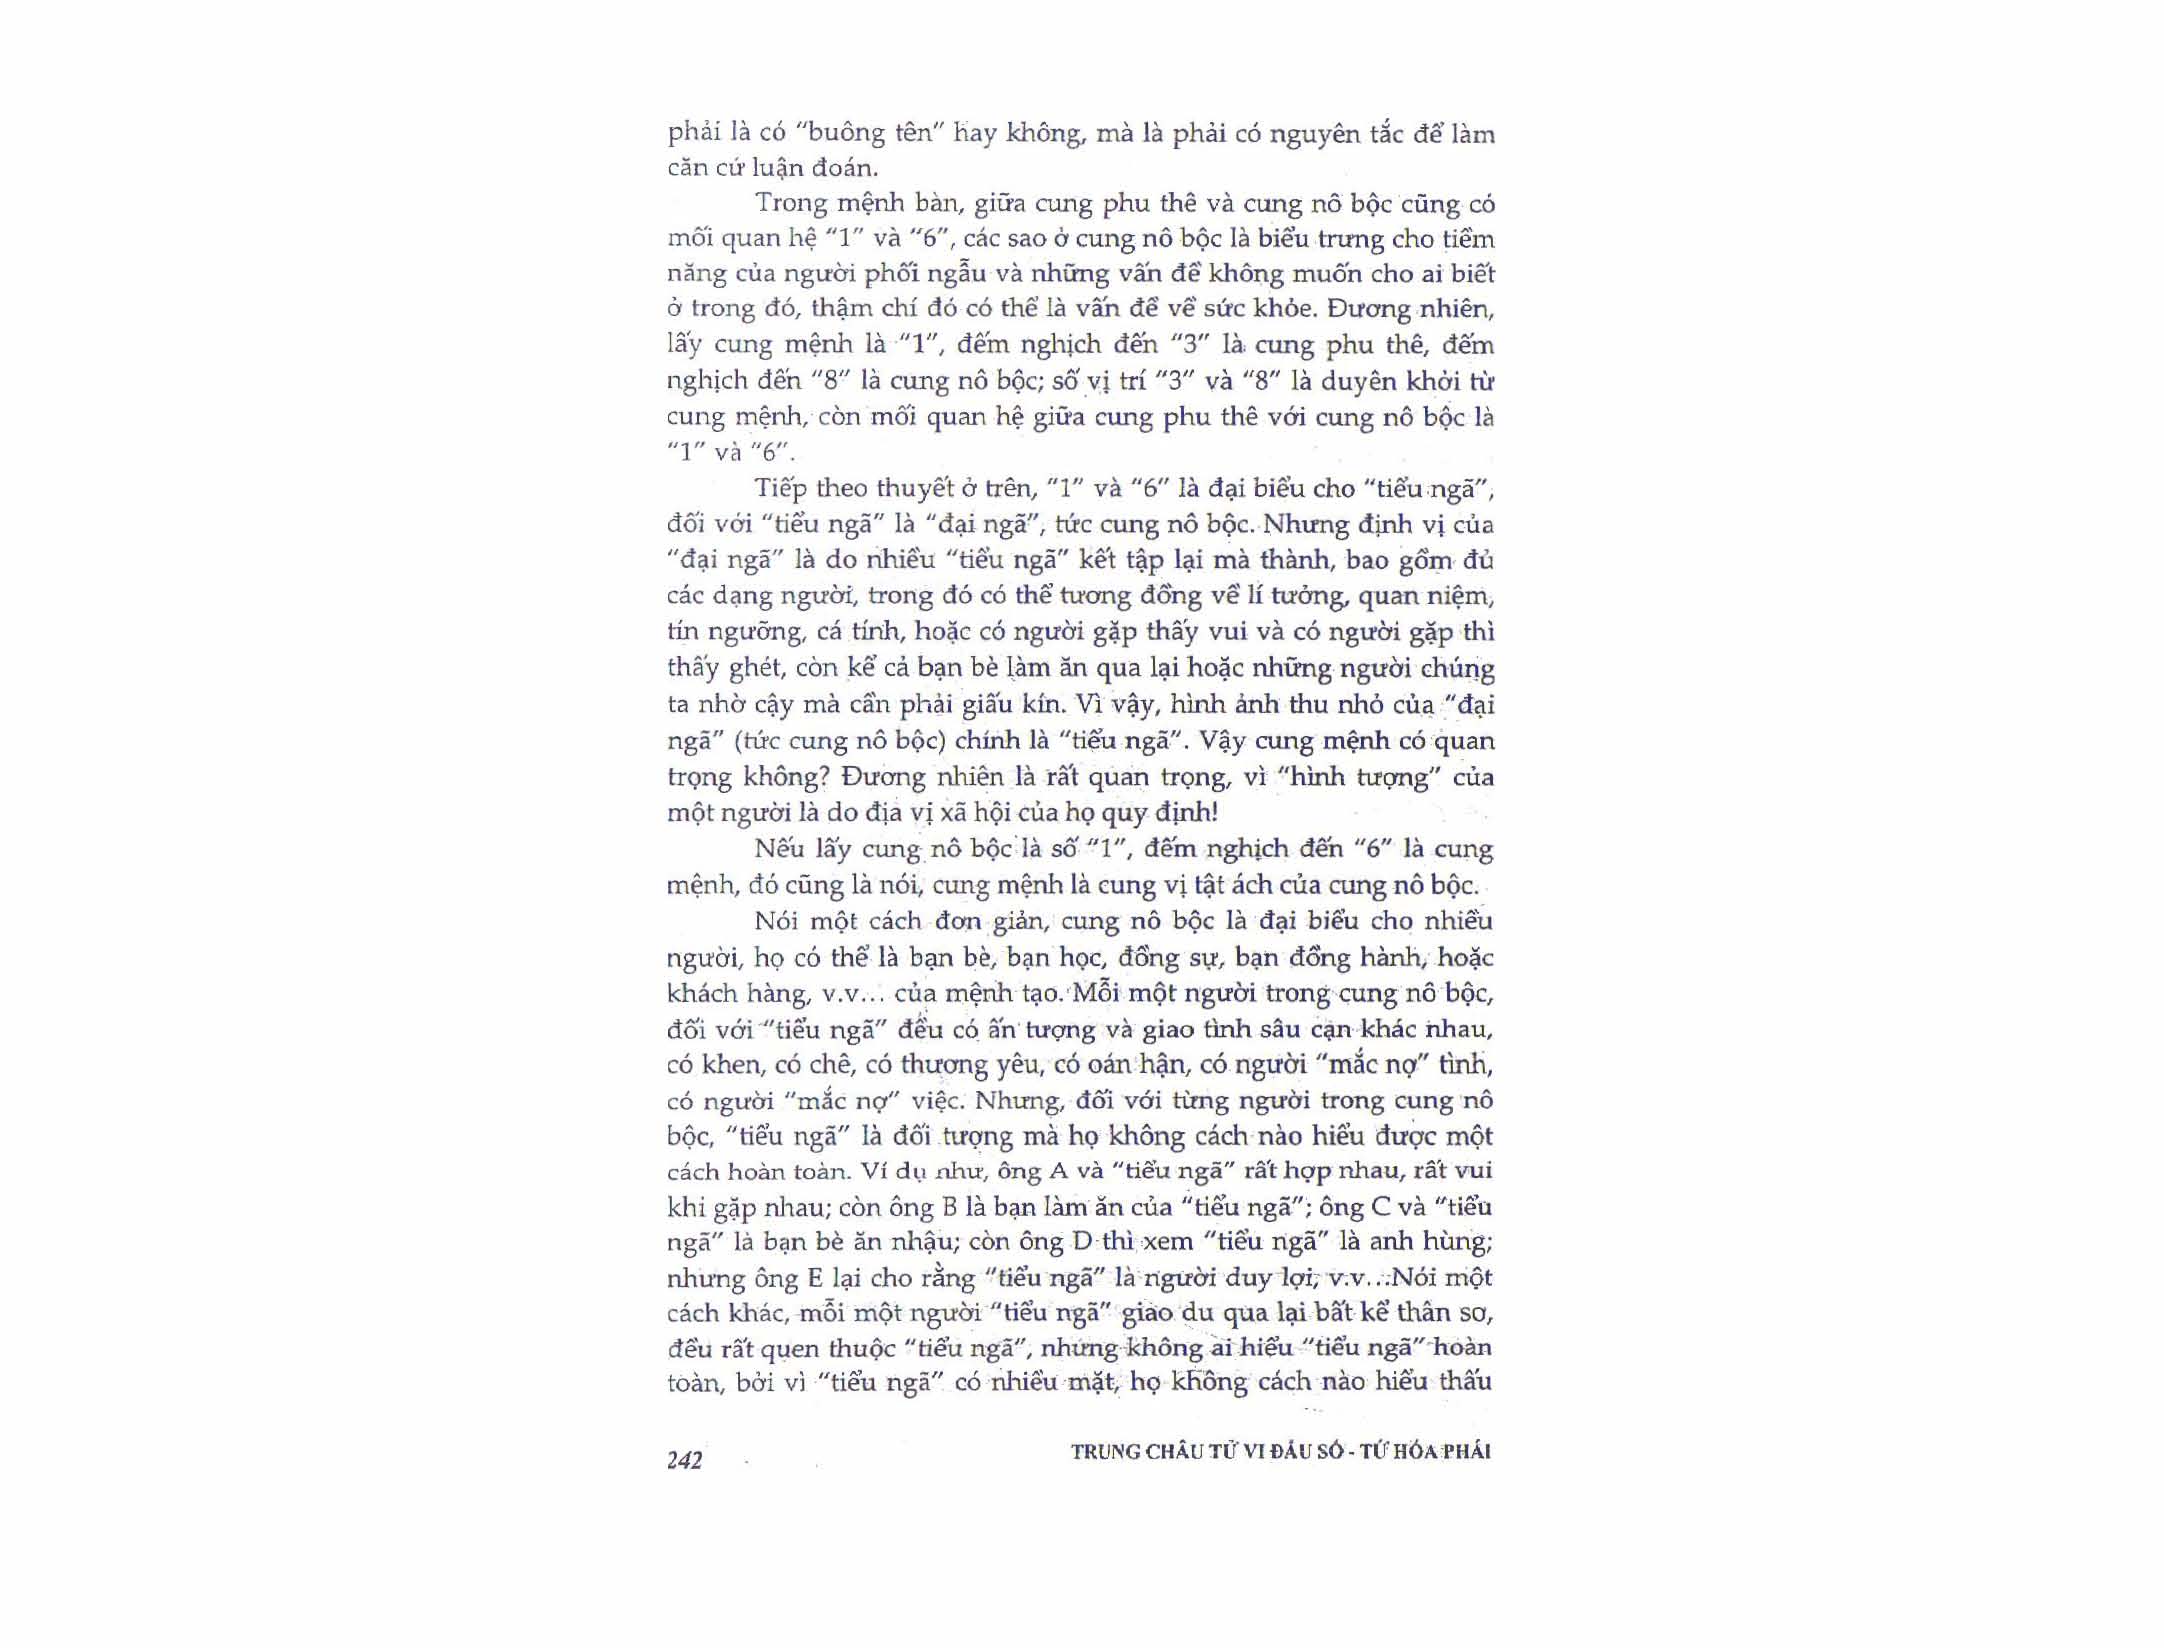 phải là có "buông tên" hay không, mà là phải có nguyên tắc để làm
căn cứ luận đoán.
Trong mệnh bàn, giữa cung phu thê và cung nô bộc cũng có
mối quan hệ "1" và "6", các sao ở cung nô bộc là biểu trưng cho tiềm
năng của người phối ngẫu và những vấn đề không muốn cho ai biết
ở trong đó, thậm chí đó có thể là vấn đề về sức khỏe. Đương nhiên,
lấy cung mệnh là "1", đếm nghịch đến "3" là cung phu thê, đếm
nghịch đến "8" là cung nô bộc; số vị trí "3" và "8" là duyên khởi từ
cung mệnh, còn mối quan hệ giữa cung phu thê với cung nô bộc là
"1" và "6".
Tiếp theo thuyết ở trên, "1" và "6" là đại biểu cho "tiểu ngã",
đối với "tiểu ngã" là "đại ngã", tức cung nô bộc. Nhưng định vị của
"đại ngã" là do nhiều "tiểu ngã" kết tập lại mà thành, bao gồm đủ
các dạng người, trong đó có thể tương đồng về lí tưởng, quan niệm,
tín ngưỡng, cá tính, hoặc có người gặp thấy vui và có người gặp thì
thấy ghét, còn kể cả bạn bè làm ăn qua lại hoặc những người chúng
ta nhờ cậy mà cần phải giấu kín. Vì vậy, hình ảnh thu nhỏ của "đại
ngã" (tức cung nô bộc) chính là "tiểu ngã". Vậy cung mệnh có quan
trọng không? Đương nhiên là rất quan trọng, vì "hình tượng" của
một người là do địa vị xã hội của họ quy định!
Nếu lấy cung nô bộc là số "1", đếm nghịch đến "6" là cung
mệnh, đó cũng là nói, cung mệnh là cung vị tật ách của cung nô bộc.
Nói một cách đơn giản, cung nô bộc là đại biểu cho nhiều
người, họ có thể là bạn bè, bạn học, đồng sự, bạn đồng hành, hoặc
khách hàng, v.v... của mệnh tạo. Mỗi một người trong cung nô bộc,
đối với "tiểu ngã" đều có ấn tượng và giao tình sâu cạn khác nhau,
có khen, có chê, có thương yêu, có oán hận, có người "mắc nợ" tình,
có người "mắc nợ" việc. Nhưng, đối với từng người trong cung nô
bộc, "tiểu ngã" là đối tượng mà họ không cách nào hiểu được một
cách hoàn toàn. Ví dụ như, ông A và "tiểu ngã" rất hợp nhau, rất vui
khi gặp nhau; còn ông B là bạn làm ăn của "tiểu ngã"; ông C và "tiểu
ngã" là bạn bè ăn nhậu; còn ông D thì xem "tiểu ngã" là anh hùng;
nhưng ông E lại cho rằng "tiểu ngã" là người duy lợi, v.v...Nói một
cách khác, mỗi một người "tiểu ngã" giao du qua lại bất kể thân sơ,
đều rất quen thuộc "tiểu ngã", nhưng không ai hiểu "tiểu ngã" hoàn
toàn, bởi vì "tiểu ngã" có nhiều mặt, họ không cách nào hiểu thấu
242
TRUNG CHÂU TỬ VI ĐẨU SỐ - TỨ HÓA PHÁI